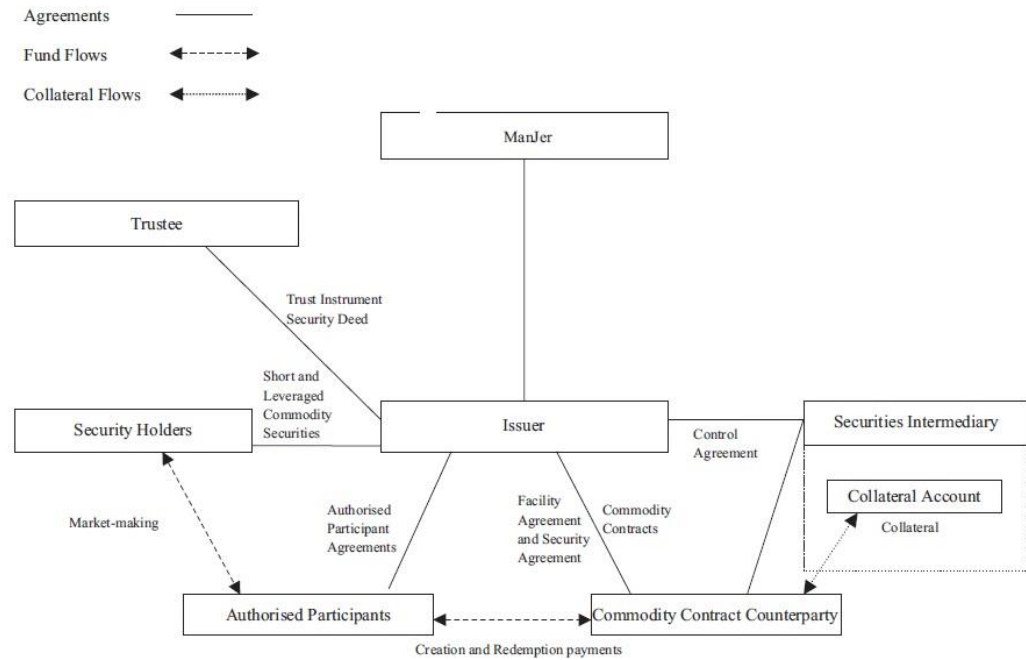 Agreements
Fund Flows
Collateral Flows
ManJer
Trustee
Trust Instrument
Security Deed
Short and
Leveraged
Commodity
Securities
Security Holders
Issuer
Securities Intermediary
Control
Agreement
Collateral Account
Collateral
Market-making
Authorised
Participant
Agreements
Facility
Agreement
and Security
Agreement
Commodity
Contracts
Authorised Participants
Commodity Contract Counterparty
Creation and Redemption payments